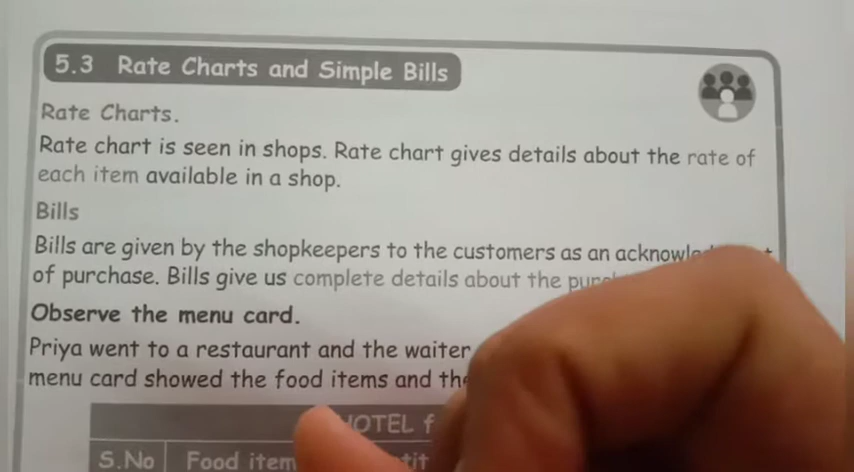 5.3 Rate Charts and Simple Bills
Rate Charts.
Rate chart is seen in shops. Rate chart gives details about the rate of
each item available in a shop.
Bills
Bills are given by the shopkeepers to the customers as an
of purchase. Bills give us complete details about the
Observe the menu card.
Priya went to a restaurant and the waiter
menu card showed the food items and
S.No Food item